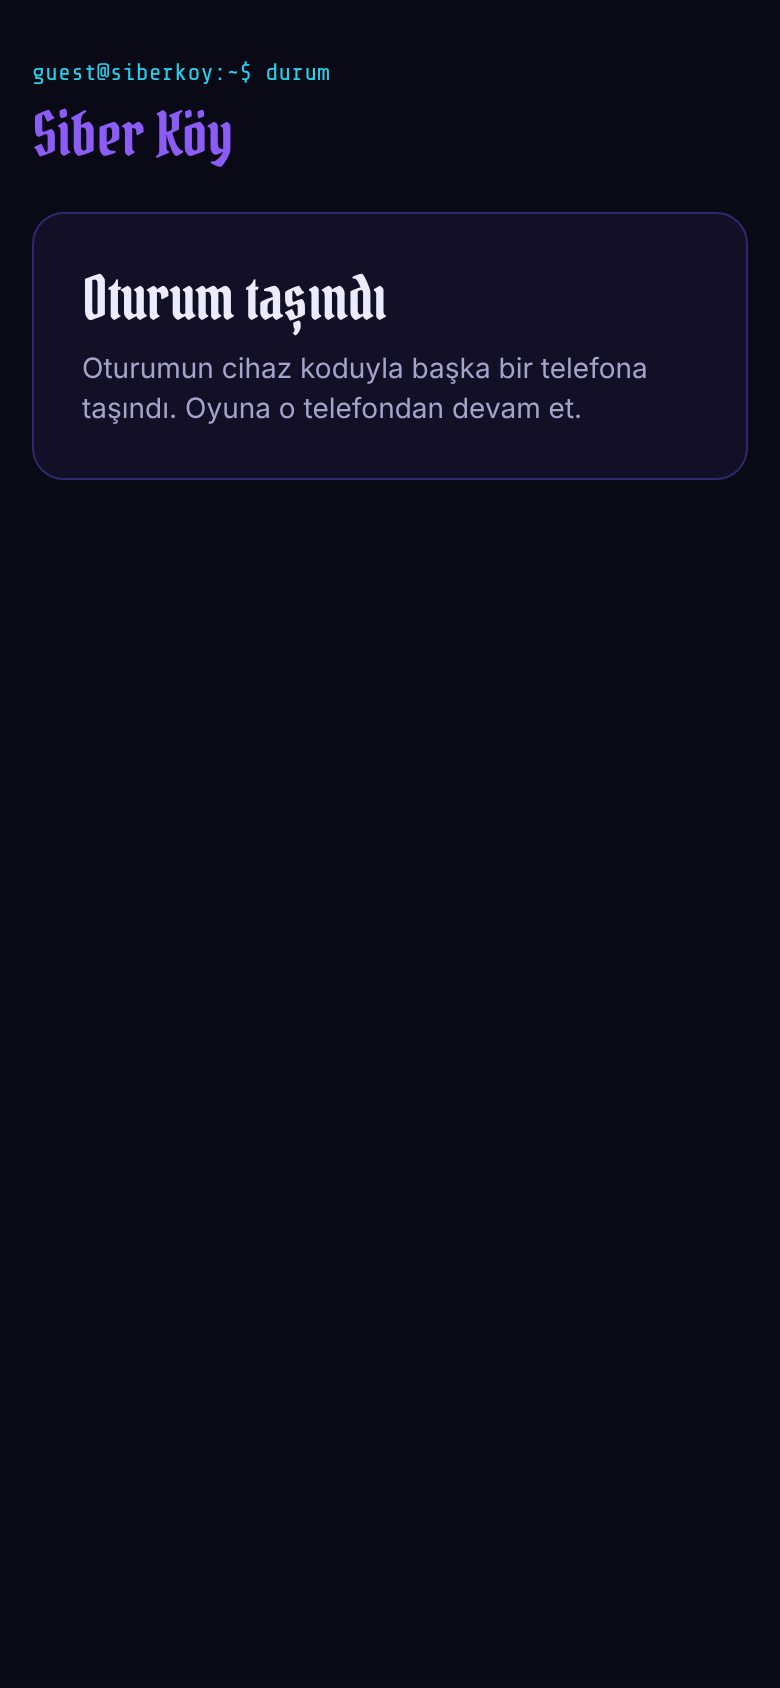 guest@siberkoy:~$ durum
Siber Köy
Oturum taşındı
Oturumun cihaz koduyla başka bir telefona
taşındı. Oyuna o telefondan devam et.